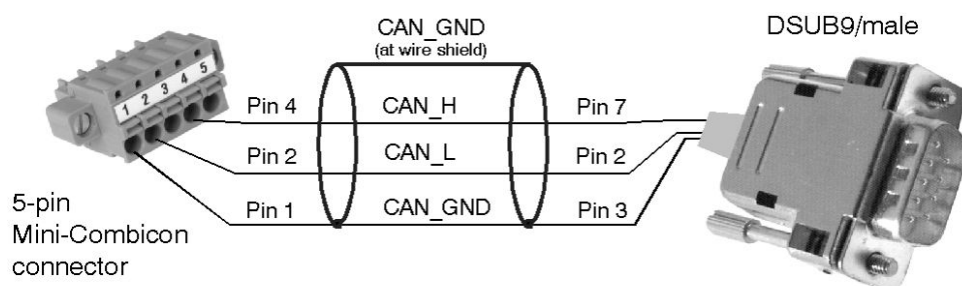 CAN_GND
(at wire shield)
DSUB9/male
1 2 3 4 5
Pin 4 CAN_H Pin 7
Pin 2 CAN_L Pin 2
Pin 1 CAN_GND Pin 3
5-pin
Mini-Combicon
connector